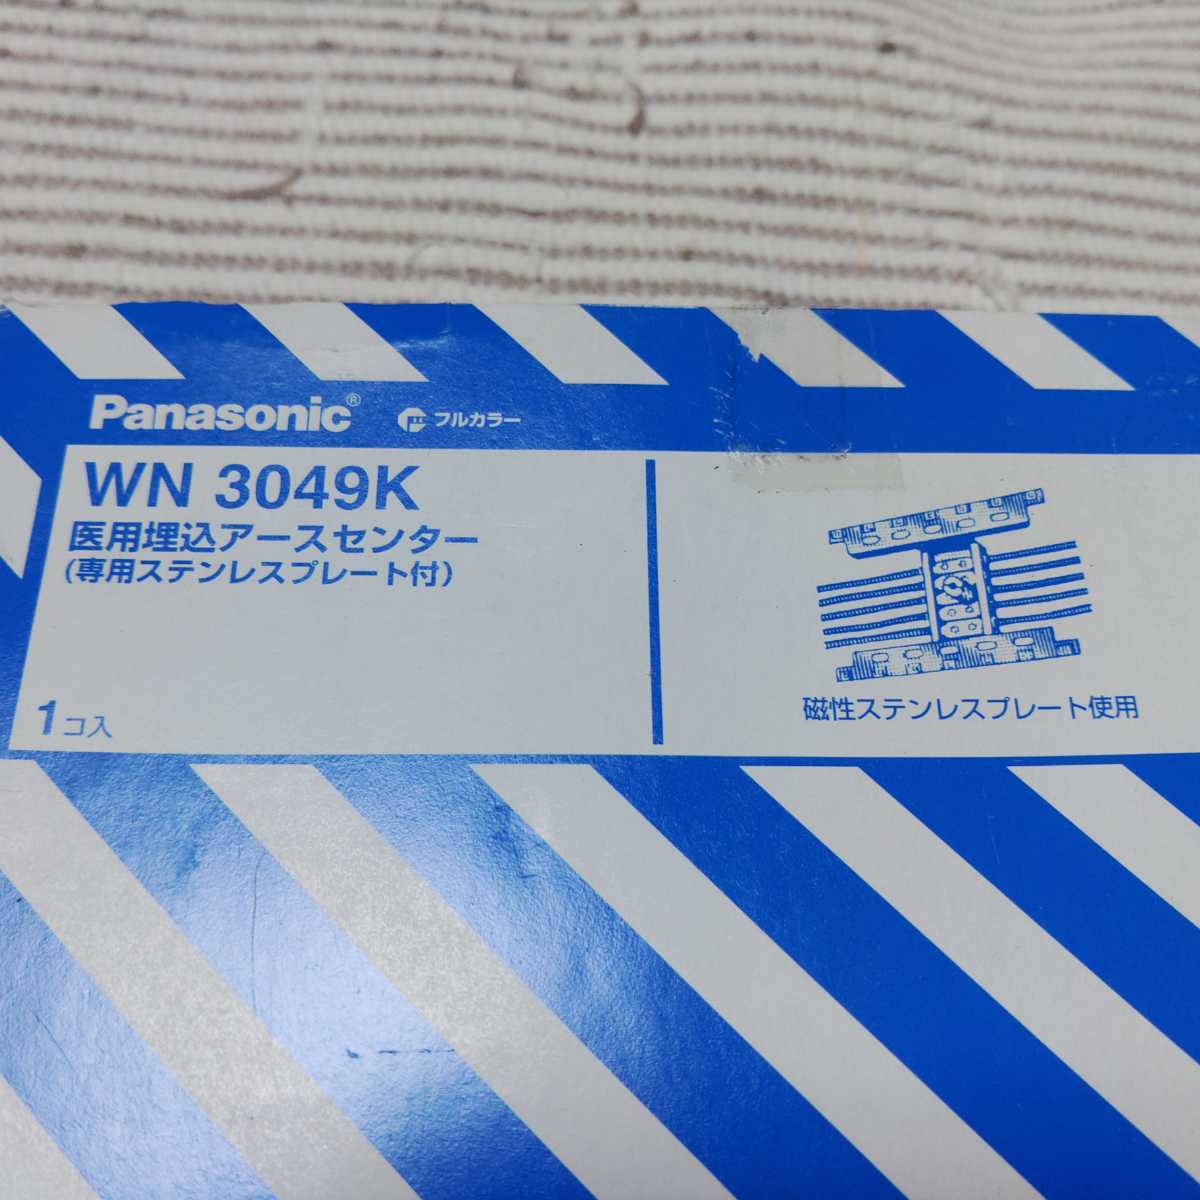 Panasonic® フルカラー
WN 3049K
医用埋込アースセンター
(専用ステンレスプレート付)
1コ入
磁性ステンレスプレート使用